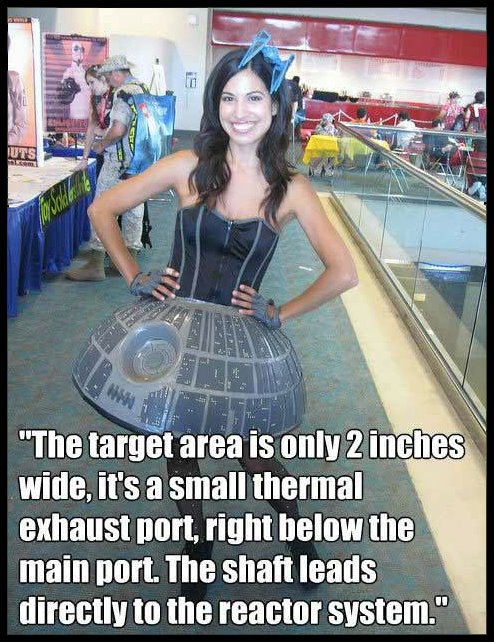 OUTS
"The target area is only 2 inches
wide, it's a small thermal
exhaust port, right below the
main port. The shaft leads
directly to the reactor system."